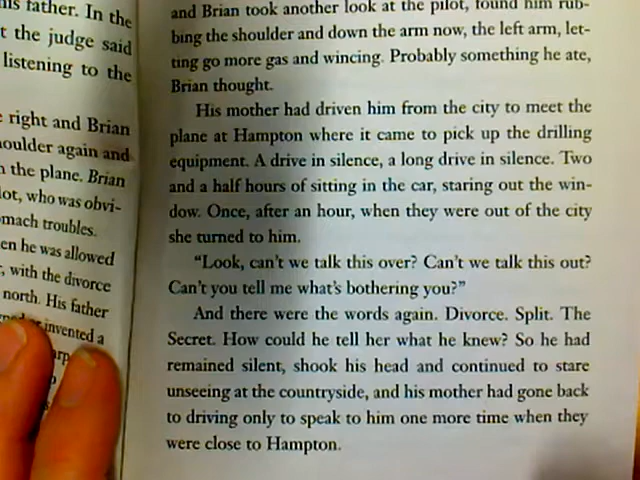 his father. In the
t the judge said
listening to the
e right and Brian
houlder again and
n the plane. Brian
lot, who was obvi-
mach troubles.
en he was allowed
r, with the divorce
north. His father
invented a
and Brian took another look at the pilot, found him rub-
bing the shoulder and down the arm now, the left arm, let-
ting go more gas and wincing. Probably something he ate,
Brian thought.
His mother had driven him from the city to meet the
plane at Hampton where it came to pick up the drilling
equipment. A drive in silence, a long drive in silence. Two
and a half hours of sitting in the car, staring out the win-
dow. Once, after an hour, when they were out of the city
she turned to him.
“Look, can’t we talk this over? Can’t we talk this out?
Can’t you tell me what’s bothering you?”
And there were the words again. Divorce. Split. The
Secret. How could he tell her what he knew? So he had
remained silent, shook his head and continued to stare
unseeing at the countryside, and his mother had gone back
to driving only to speak to him one more time when they
were close to Hampton.